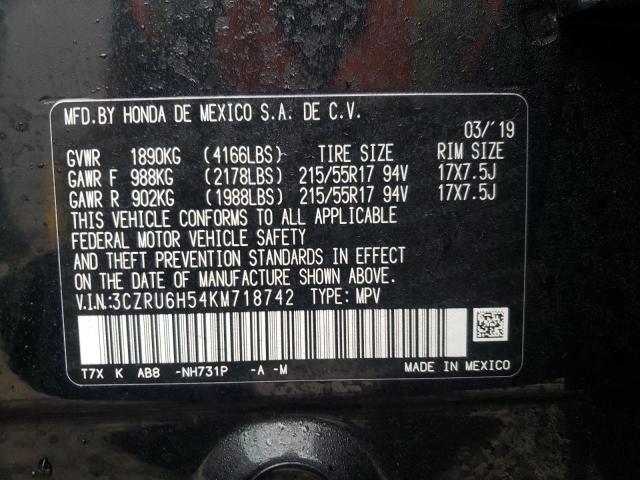 MFD.BY HONDA DE MEXICO S.A. DE C.V.
03/'19
GVWR 1890KG (4166LBS) TIRE SIZE RIM SIZE
GAWR F 988KG (2178LBS) 215/55R17 94V 17X7.5J
GAWR R 902KG (1988LBS) 215/55R17 94V 17X7.5J
THIS VEHICLE CONFORMS TO ALL APPLICABLE
FEDERAL MOTOR VEHICLE SAFETY
AND THEFT PREVENTION STANDARDS IN EFFECT
ON THE DATE OF MANUFACTURE SHOWN ABOVE.
V.I.N.:3CZRU6H54KM718742 TYPE: MPV
T7X K AB8 -NH731P -A -M
MADE IN MEXICO